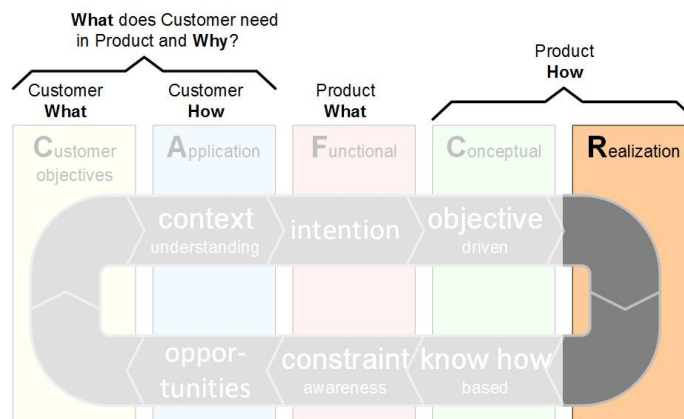 What does Customer need
in Product and Why?
Product
How
Customer
What
Customer
How
Product
What
Customer
objectives
Application
Functional
Conceptual
Realization
context
understanding
intention
objective
driven
oppor-
tunities
constraint
awareness
know how
based